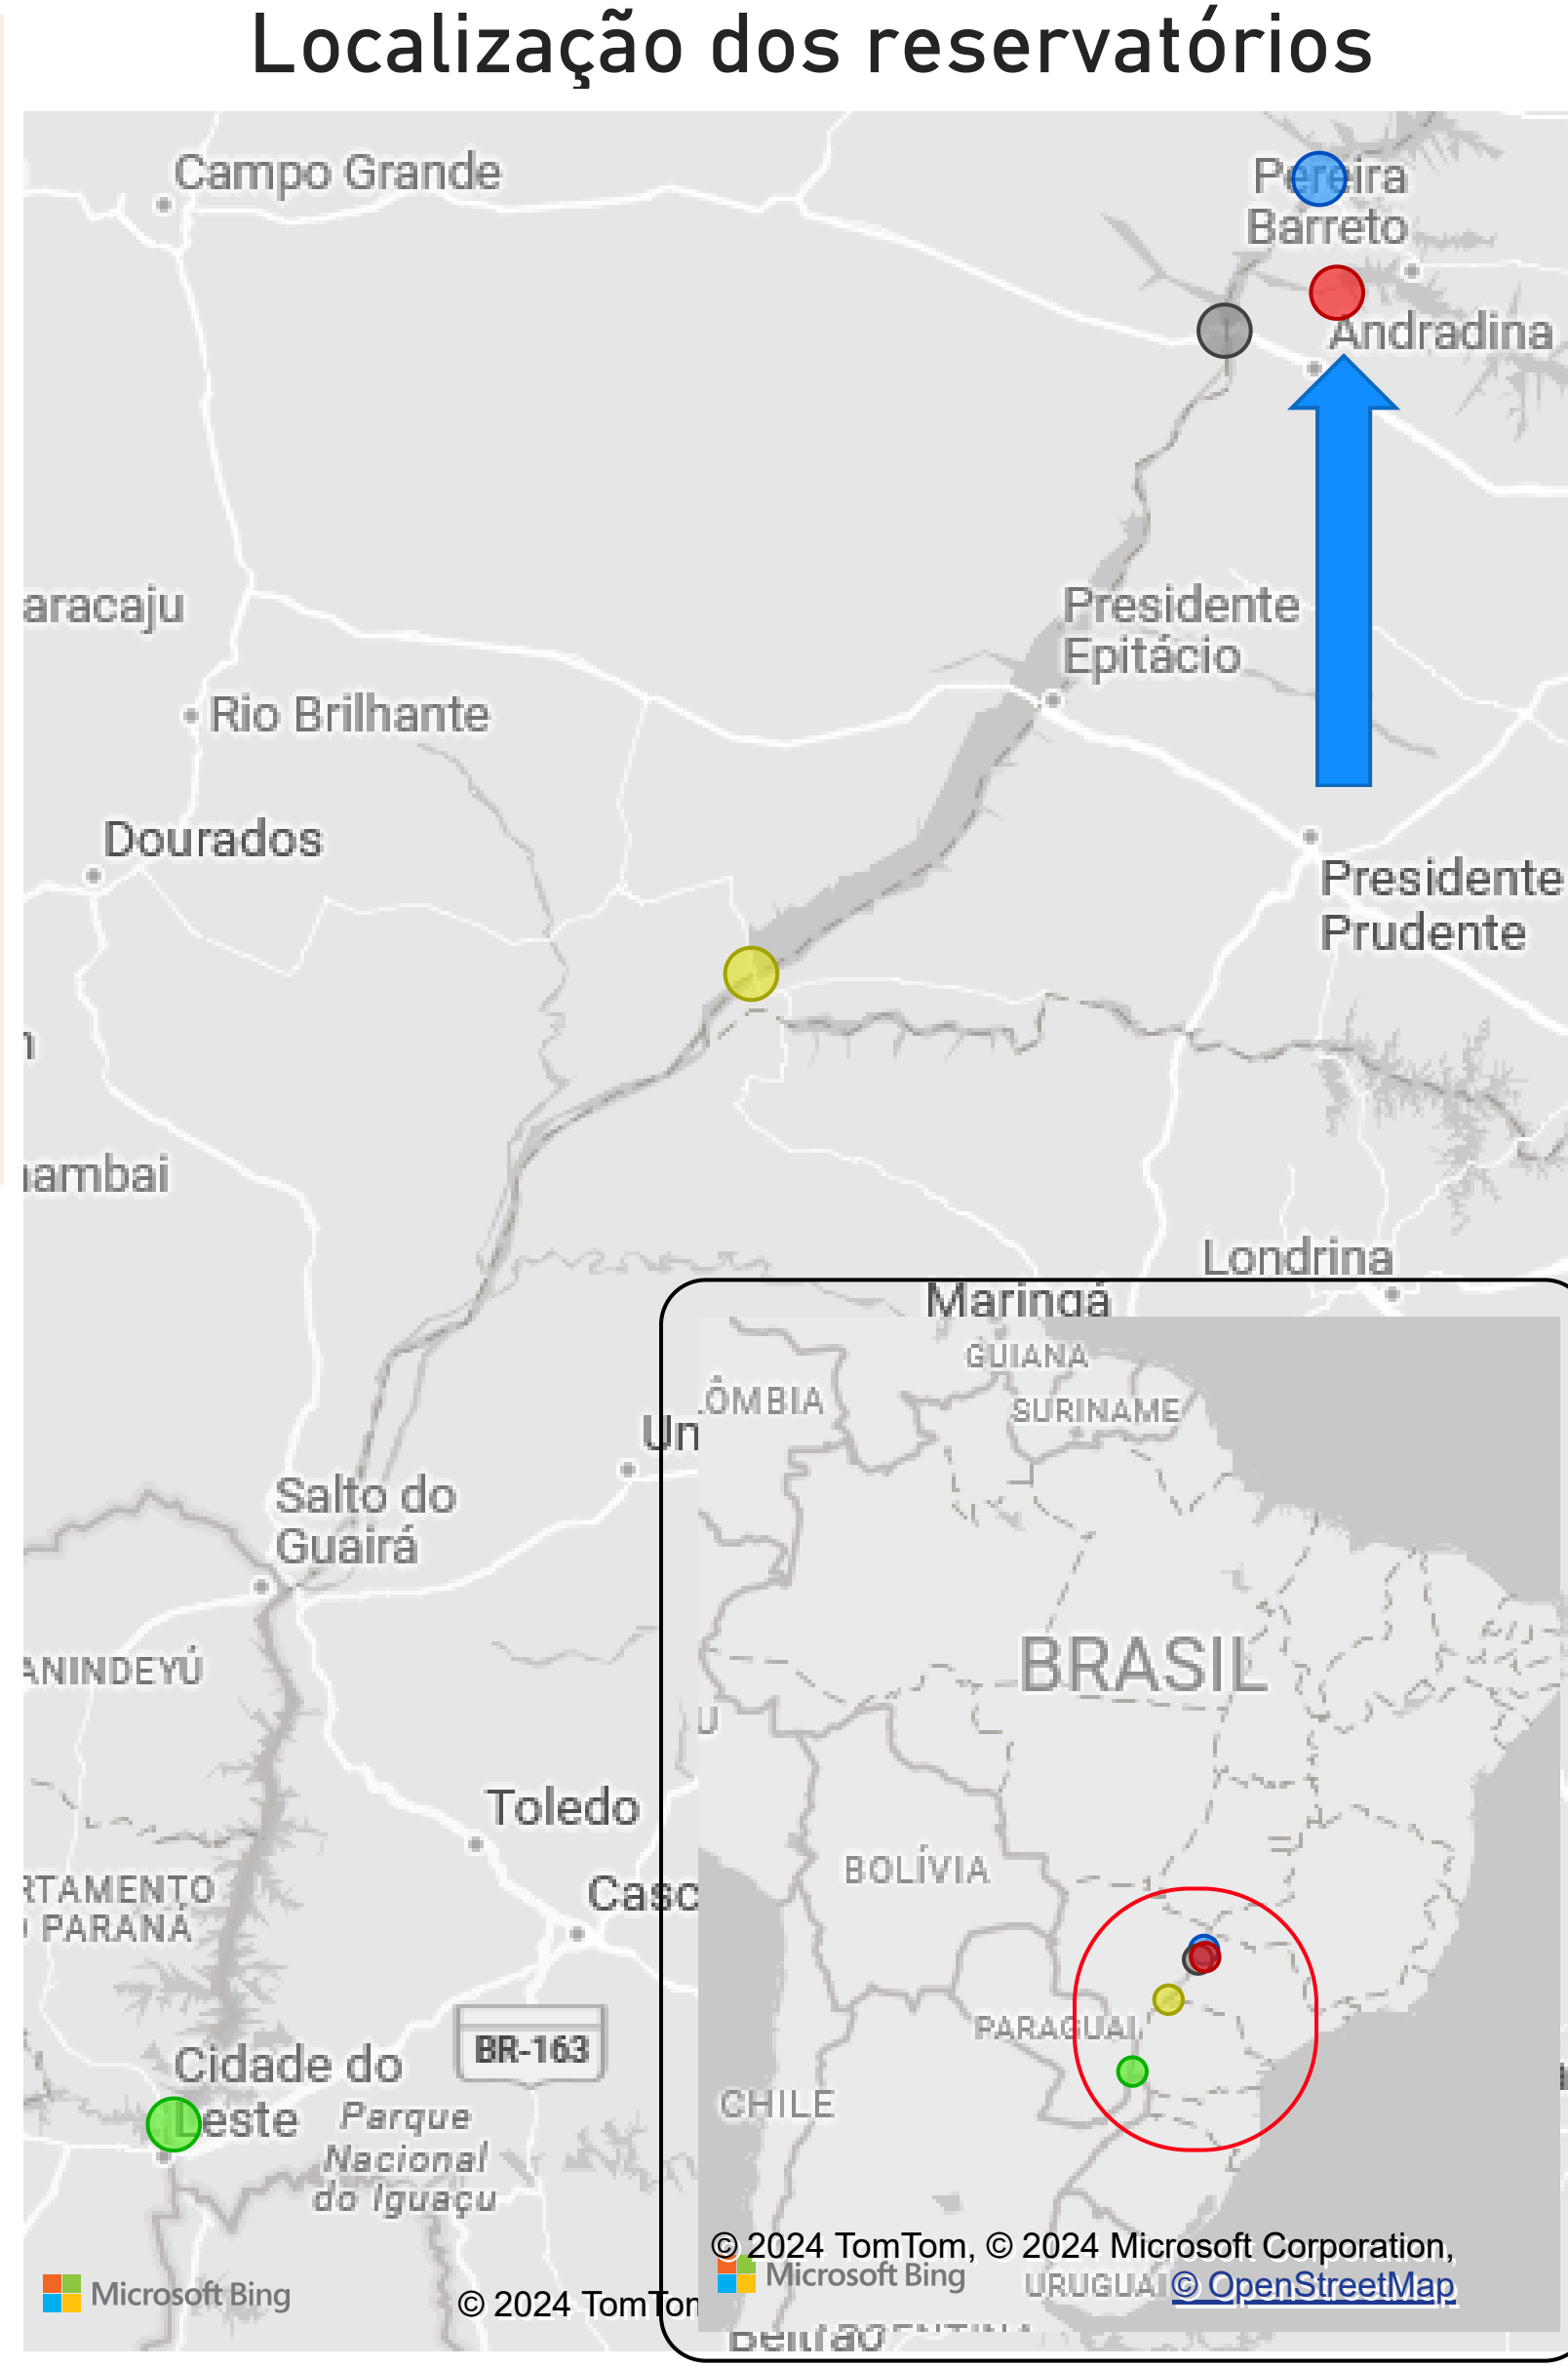 Localização dos reservatórios
Campo Grande
Pereira
Barreto
Andradina
aracaju
Presidente
Epitácio
Rio Brilhante
Dourados
Presidente
Prudente
ambai
Londrina
Maringá
GUIANA
ÔMBIA
SURINAME
Un
Salto do
Guairá
BRASIL
ANINDEYÚ
U
Toledo
BOLÍVIA
RTAMENTO
PARANÁ
Casc
PARAGUAI
BR-163
Cidade do
Leste
CHILE
Parque
Nacional
do Iguaçu
© 2024 TomTom, © 2024 Microsoft Corporation,
Microsoft Bing
URUGUAI
© OpenStreetMap
Microsoft Bing
© 2024 TomTom